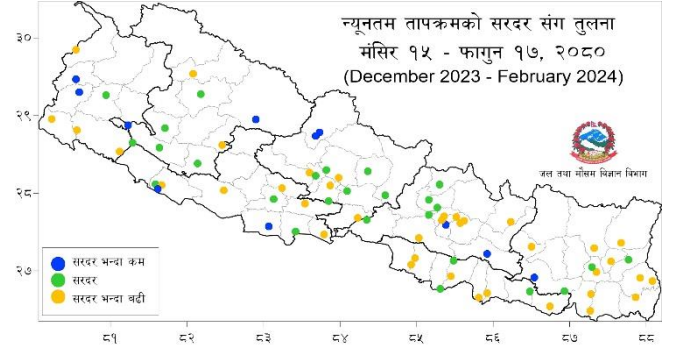 न्यूनतम तापक्रमको सरदर संग तुलना
मंसिर १५ - फागुन १७, २०८०
(December 2023 - February 2024)
जल तथा मौसम विज्ञान विभाग
३०
२९
२८
२७
सरदर भन्दा कम
सरदर
सरदर भन्दा बढी
८१ ८२ ८३ ८४ ८५ ८६ ८७ ८८